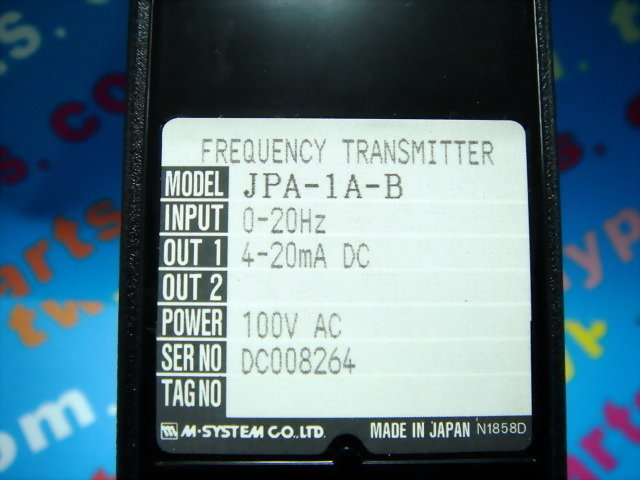 FREQUENCY TRANSMITTER
MODEL JPA-1A-B
INPUT 0-20Hz
OUT 1 4-20mA DC
OUT 2
POWER 100V AC
SER NO DC008264
TAG NO
M-SYSTEM CO.,LTD. MADE IN JAPAN N1858D